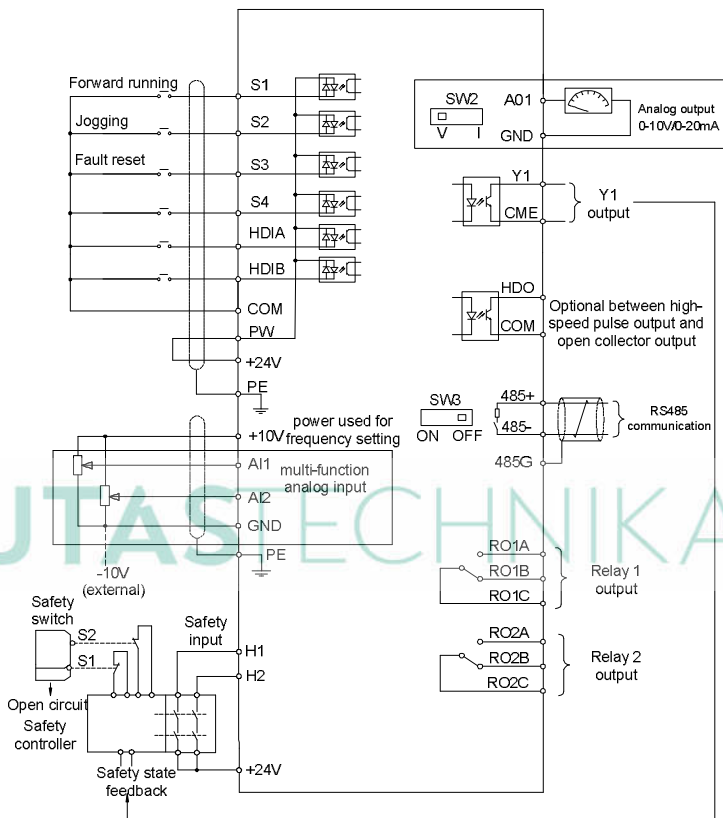 Forward running
S1
Jogging
S2
Fault reset
S3
S4
HDIA
HDIB
COM
PW
+24V
PE
power used for
frequency setting
+10V
AI1
multi-function
analog input
AI2
GND
PE
-10V
(external)
Safety
switch
S2
S1
Open circuit
Safety
controller
Safety
input
H1
H2
+24V
Safety state
feedback
SW2
V I
A01
GND
Analog output
0-10V/0-20mA
Y1
CME
Y1
output
HDO
COM
Optional between high-
speed pulse output and
open collector output
SW3
ON OFF
485+
485-
485G
RS485
communication
RO1A
RO1B
RO1C
Relay 1
output
RO2A
RO2B
RO2C
Relay 2
output
UTASTECHNIKA